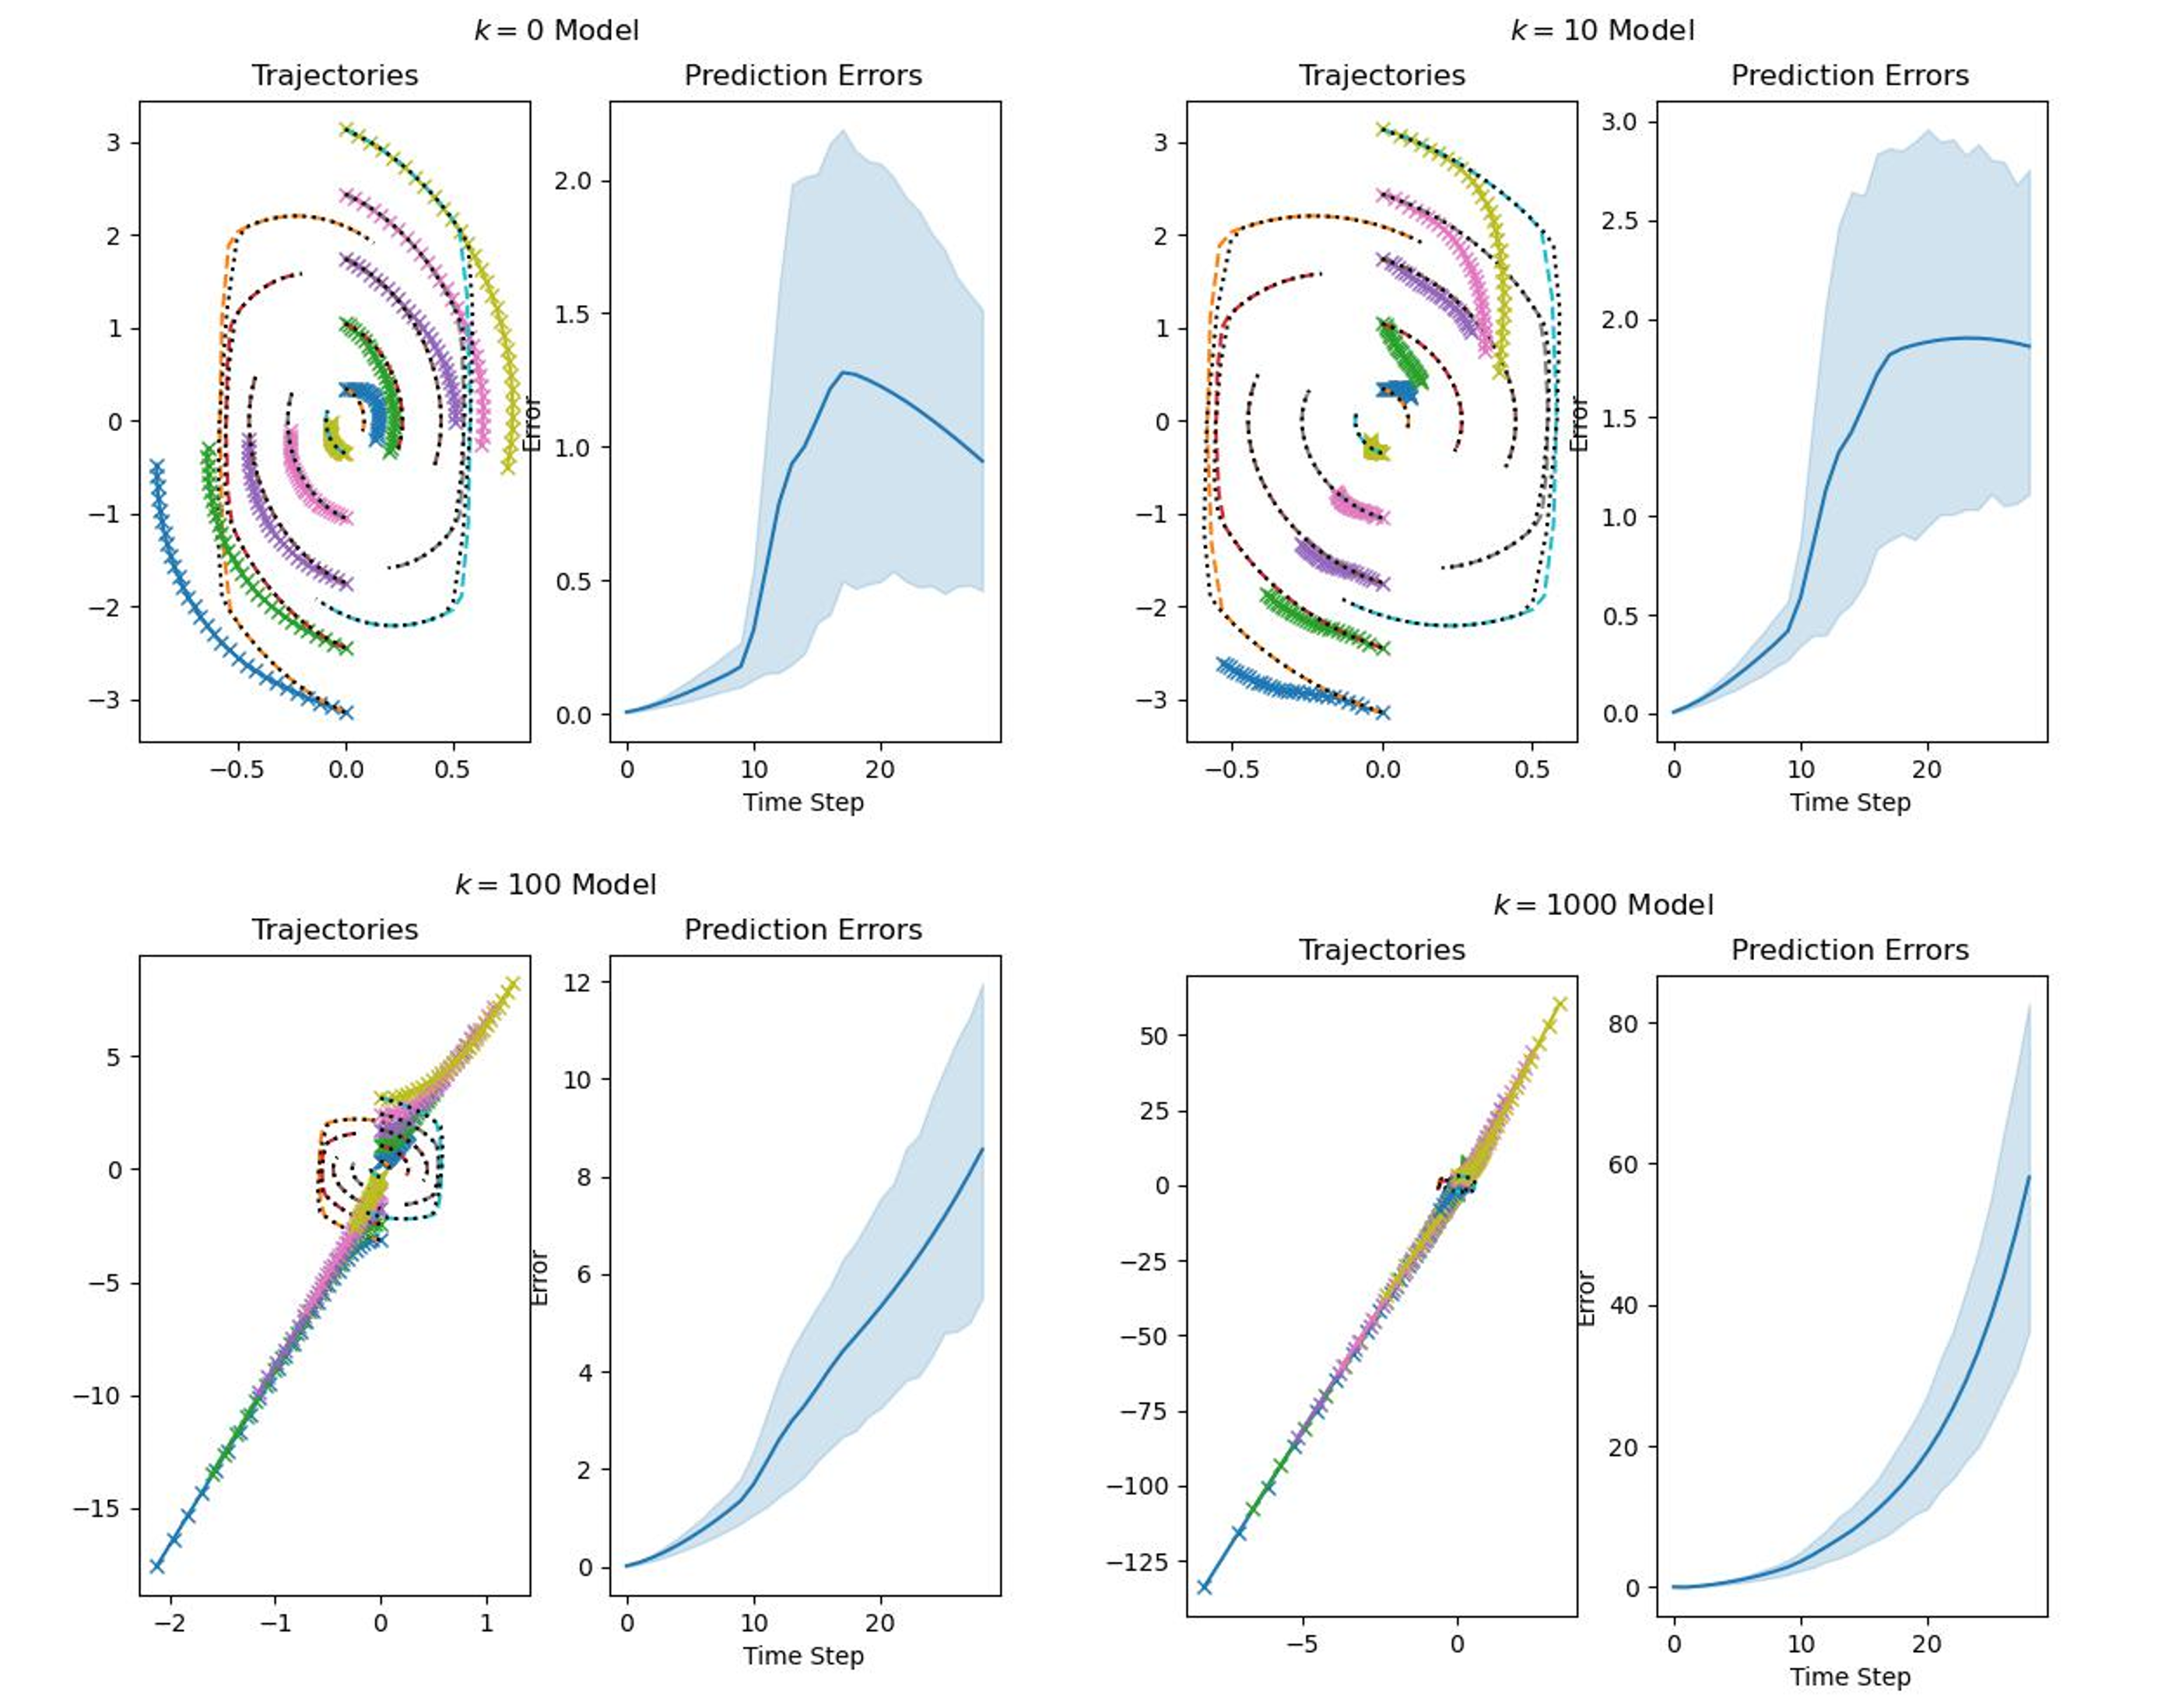 k = 0 Model
Trajectories
Prediction Errors
3
2
1
0
−1
−2
−3
−0.5 0.0 0.5
Error
2.0
1.5
1.0
0.5
0.0
0 10 20
Time Step
k = 10 Model
Trajectories
Prediction Errors
3
2
1
0
−1
−2
−3
−0.5 0.0 0.5
Error
3.0
2.5
2.0
1.5
1.0
0.5
0.0
0 10 20
Time Step
k = 100 Model
Trajectories
Prediction Errors
5
0
−5
−10
−15
−2 −1 0 1
Error
12
10
8
6
4
2
0
0 10 20
Time Step
k = 1000 Model
Trajectories
Prediction Errors
50
25
0
−25
−50
−75
−100
−125
−5 0
Error
80
60
40
20
0
0 10 20
Time Step